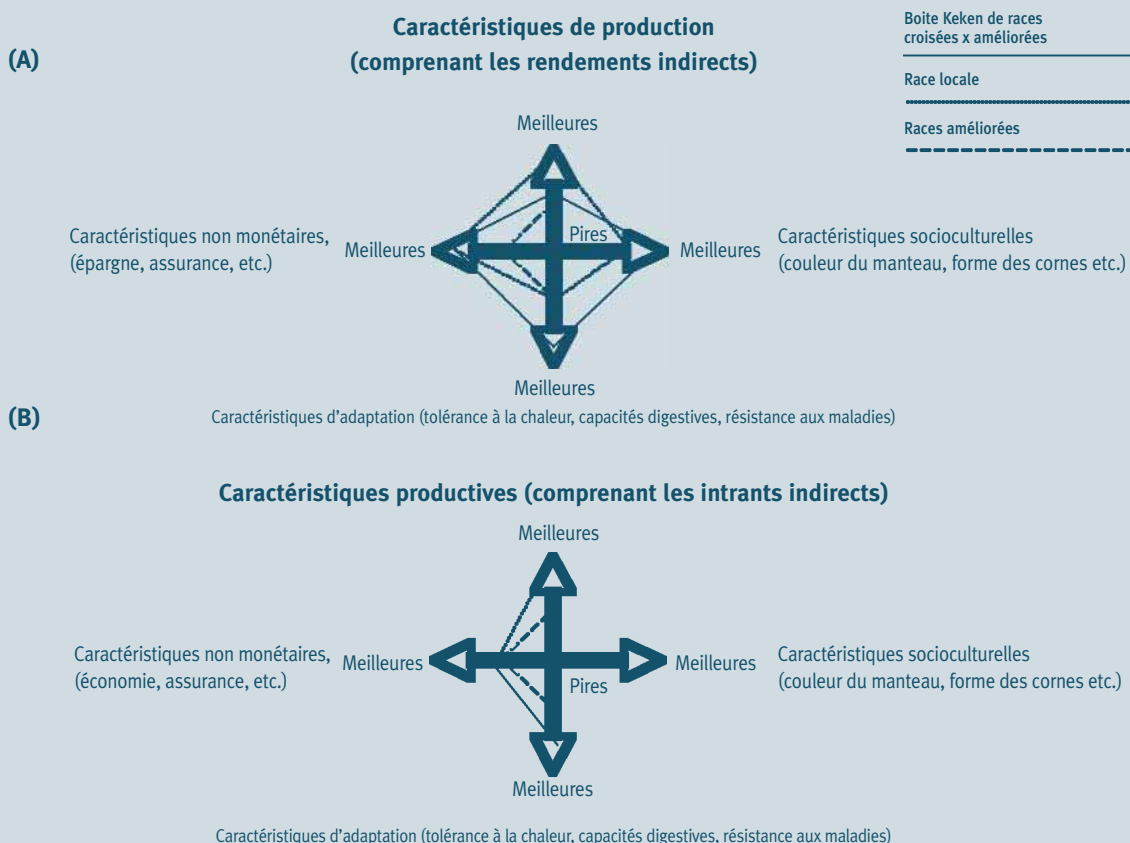 (A)
Caractéristiques de production
(comprenant les rendements indirects)
Boite Keken de races
croisées x améliorées
Race locale
Races améliorées
Meilleures
Caractéristiques non monétaires,
(épargne, assurance, etc.)
Meilleures
Pires
Meilleures
Caractéristiques socioculturelles
(couleur du manteau, forme des cornes etc.)
Meilleures
(B)
Caractéristiques d'adaptation (tolérance à la chaleur, capacités digestives, résistance aux maladies)
Caractéristiques productives (comprenant les intrants indirects)
Meilleures
Caractéristiques non monétaires,
(économie, assurance, etc.)
Meilleures
Pires
Meilleures
Caractéristiques socioculturelles
(couleur du manteau, forme des cornes etc.)
Meilleures
Caractéristiques d'adaptation (tolérance à la chaleur, capacités digestives, résistance aux maladies)